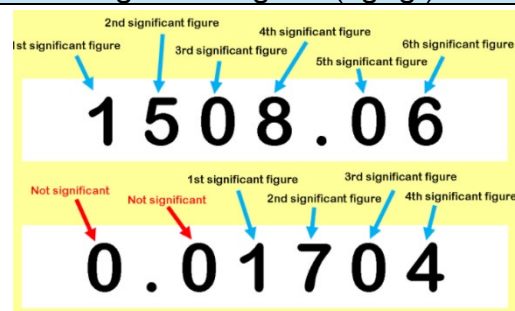 2nd significant figure
4th significant figure
1st significant figure
3rd significant figure
6th significant figure
5th significant figure
1508.06
1st significant figure
3rd significant figure
Not significant
Not significant
2nd significant figure
4th significant figure
0.01704